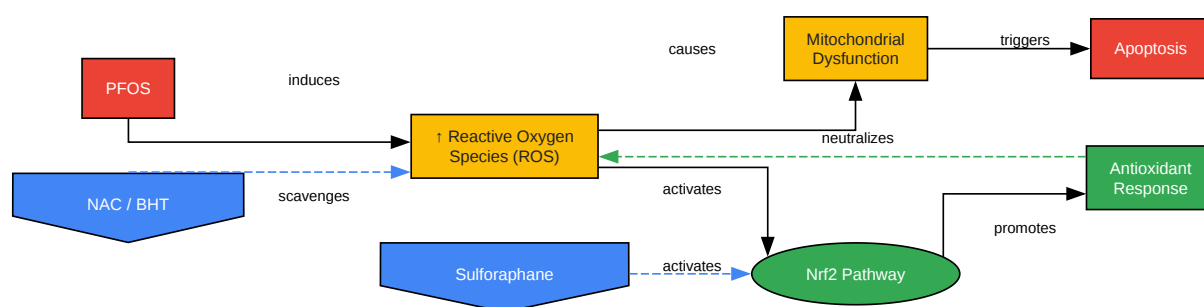 Mitochondrial
Dysfunction
triggers
Apoptosis
causes
PFOS
induces
↑ Reactive Oxygen
Species (ROS)
neutralizes
Antioxidant
Response
NAC / BHT
scavenges
activates
promotes
Sulforaphane
activates
Nrf2 Pathway